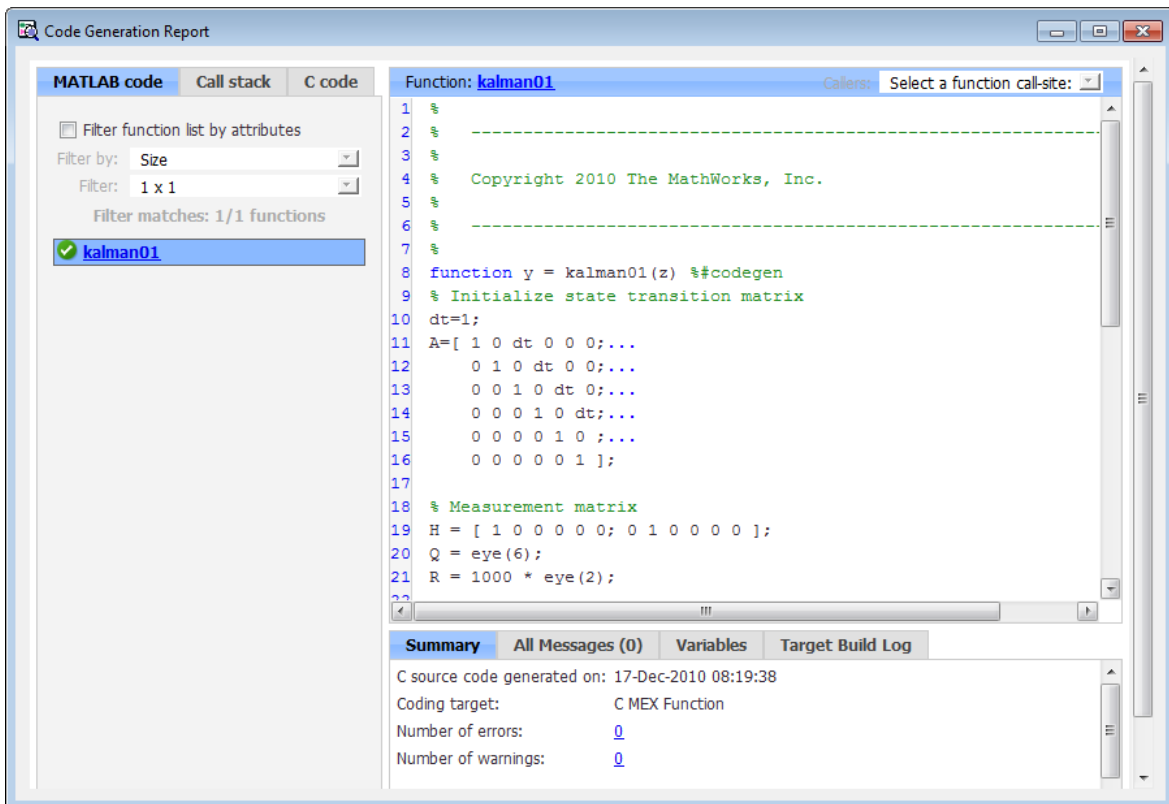 Code Generation Report
MATLAB code Call stack C code
Filter function list by attributes
Filter by: Size
Filter: 1 x 1
Filter matches: 1/1 functions
kalman01
Function: kalman01 Callers: Select a function call-site:
1 %
2 % ------------------------------------------------------------
3 %
4 % Copyright 2010 The MathWorks, Inc.
5 %
6 % ------------------------------------------------------------
7 %
8 function y = kalman01(z) %#codegen
9 % Initialize state transition matrix
10 dt=1;
11 A=[ 1 0 dt 0 0 0;...
12 0 1 0 dt 0 0;...
13 0 0 1 0 dt 0;...
14 0 0 0 1 0 dt;...
15 0 0 0 0 1 0 ;...
16 0 0 0 0 0 1 ];
17
18 % Measurement matrix
19 H = [ 1 0 0 0 0 0; 0 1 0 0 0 0 ];
20 Q = eye(6);
21 R = 1000 * eye(2);
22
Summary All Messages (0) Variables Target Build Log
C source code generated on: 17-Dec-2010 08:19:38
Coding target: C MEX Function
Number of errors: 0
Number of warnings: 0